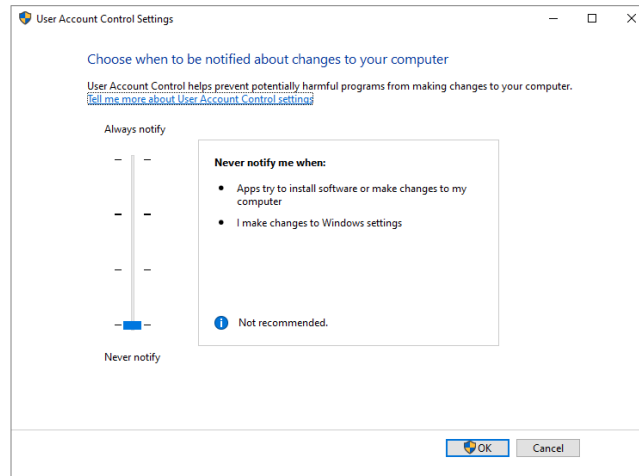 User Account Control Settings
Choose when to be notified about changes to your computer
User Account Control helps prevent potentially harmful programs from making changes to your computer.
Tell me more about User Account Control settings
Always notify
Never notify me when:
Apps try to install software or make changes to my
computer
I make changes to Windows settings
Not recommended.
Never notify
OK
Cancel